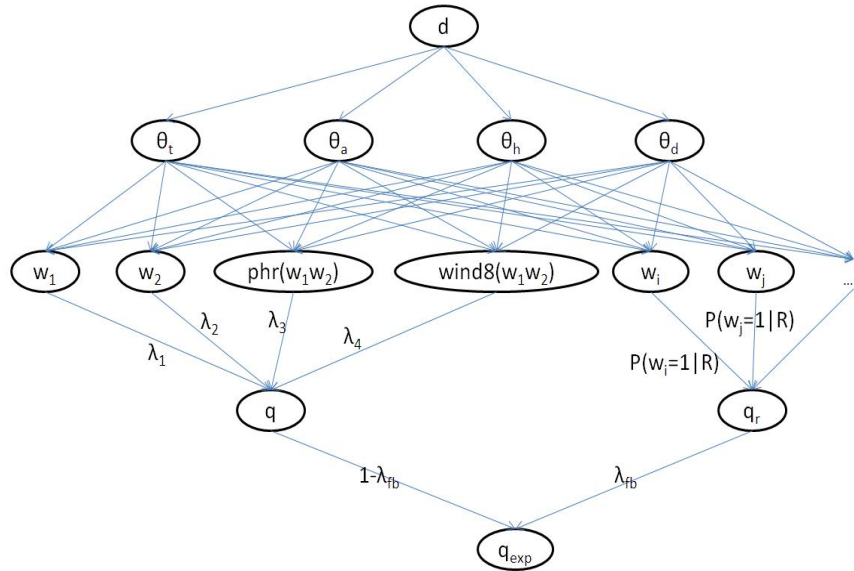 d
θt θa θh θd
w1 w2 phr(w1w2) wind8(w1w2) wi wj ...
λ1 λ2 λ3 λ4 P(wi=1|R) P(wj=1|R)
q qr
1-λfb λfb
qexp